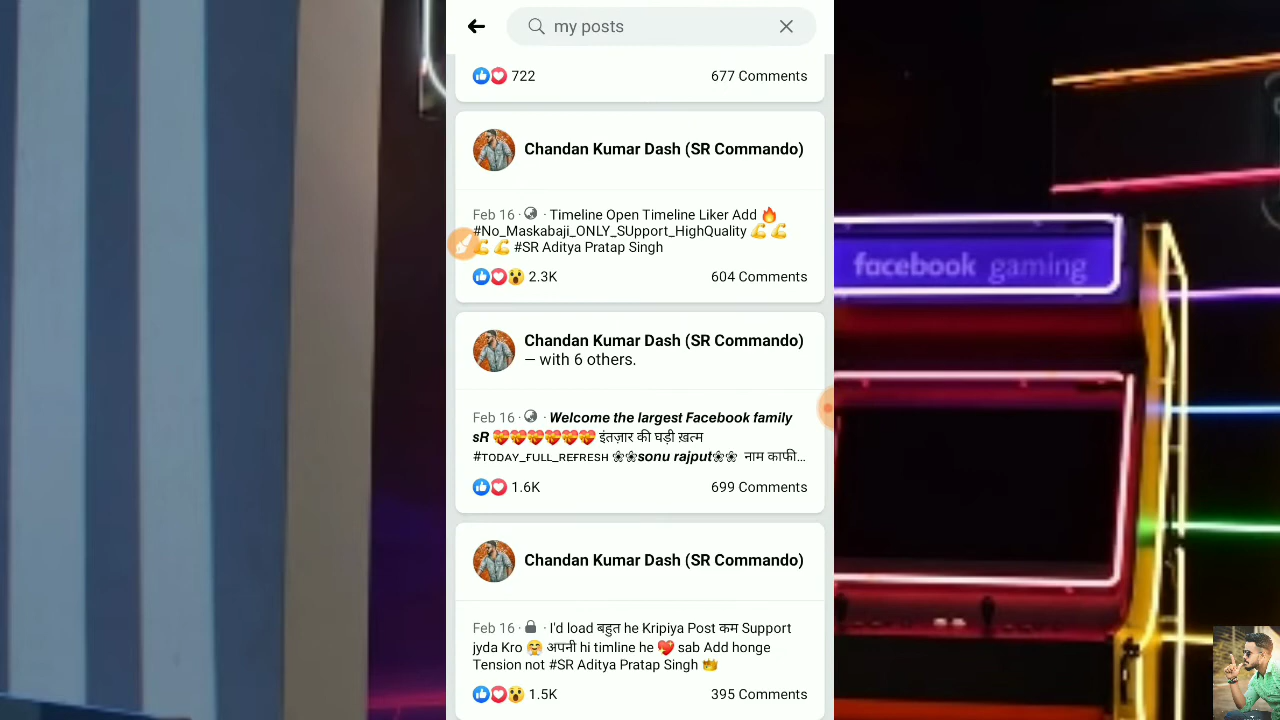 my posts
722
677 Comments
Chandan Kumar Dash (SR Commando)
Feb 16 · · Timeline Open Timeline Liker Add 🔥
#No_Maskabaji_ONLY_SUpport_HighQuality 💪 💪
💪 💪 #SR Aditya Pratap Singh
2.3K
604 Comments
Chandan Kumar Dash (SR Commando)
— with 6 others.
Feb 16 · · Welcome the largest Facebook family
sR 💝💝💝💝💝💝 इंतज़ार की घड़ी ख़त्म
#ᴛᴏᴅᴀʏ_ғᴜʟʟ_ʀᴇғʀᴇsʜ ❀❀sonu rajput❀❀ नाम काफी...
1.6K
699 Comments
Chandan Kumar Dash (SR Commando)
Feb 16 · · I'd load बहुत he Kripiya Post कम Support
jyda Kro 🤗 अपनी hi timline he 💖 sab Add honge
Tension not #SR Aditya Pratap Singh 👑
1.5K
395 Comments
facebook gaming